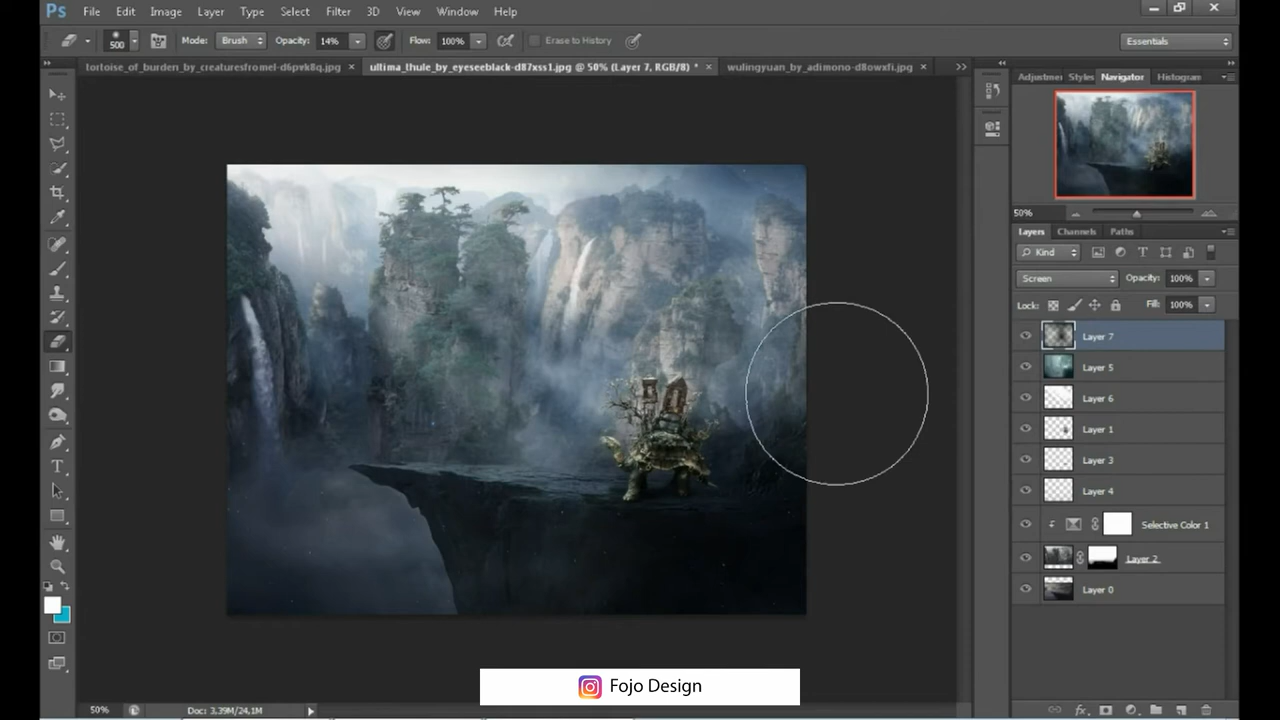 Ps File Edit Image Layer Type Select Filter 3D View Window Help
500 Mode: Brush Opacity: 14% Flow: 100% Erase to History Essentials
tortoise_of_burden_by_creaturesfromel-d6pvk8q.jpg × ultima_thule_by_eyeseeblack-d87xss1.jpg @ 50% (Layer 7, RGB/8) * × wulingyuan_by_adimono-d8owxfi.jpg ×
Adjustmen Styles Navigator Histogram
50%
Layers Channels Paths
Kind
Screen Opacity: 100%
Lock: Fill: 100%
Layer 7
Layer 5
Layer 6
Layer 1
Layer 3
Layer 4
Selective Color 1
Layer 2
Layer 0
Fojo Design
50% Doc: 3,39M/24,1M